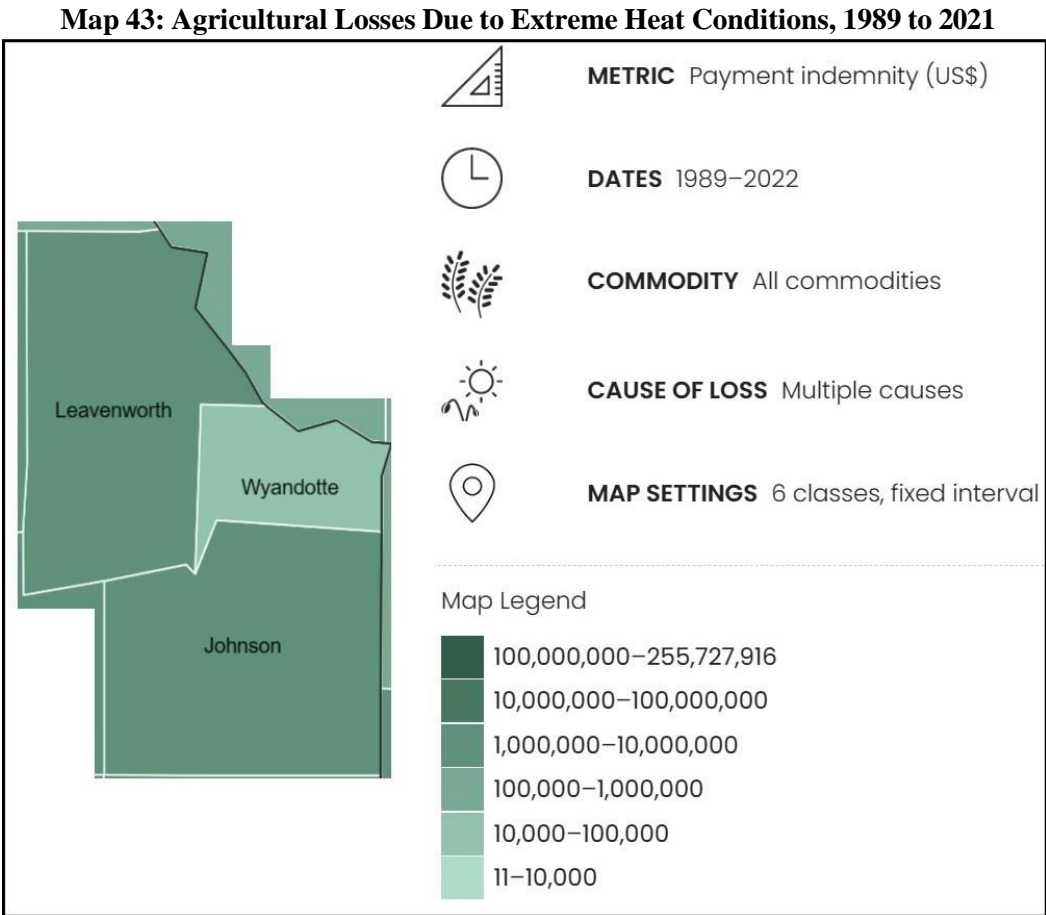 Map 43: Agricultural Losses Due to Extreme Heat Conditions, 1989 to 2021
METRIC Payment indemnity (US$)
DATES 1989–2022
COMMODITY All commodities
CAUSE OF LOSS Multiple causes
MAP SETTINGS 6 classes, fixed interval
Leavenworth
Wyandotte
Johnson
Map Legend
100,000,000–255,727,916
10,000,000–100,000,000
1,000,000–10,000,000
100,000–1,000,000
10,000–100,000
11–10,000